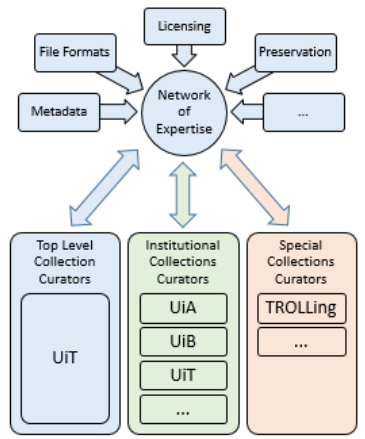 Licensing
File Formats
Preservation
Metadata
Network
of
Expertise
...
Top Level
Collection
Curators
UiT
Institutional
Collections
Curators
UiA
UiB
UiT
...
Special
Collections
Curators
TROLLing
...